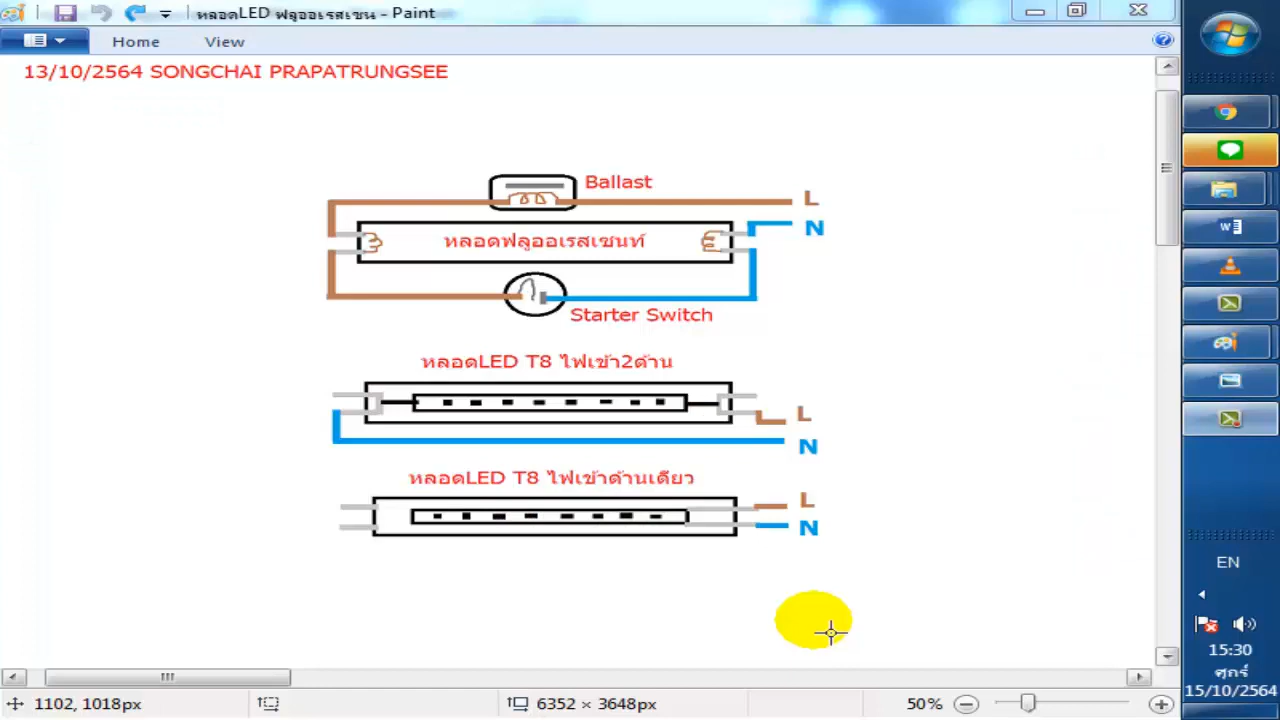 หลอดLED ฟลูออเรสเซน - Paint
Home View
13/10/2564 SONGCHAI PRAPATRUNGSEE
Ballast
L
หลอดฟลูออเรสเซนท์
N
Starter Switch
หลอดLED T8 ไฟเข้า2ด้าน
L
N
หลอดLED T8 ไฟเข้าด้านเดียว
L
N
EN
15:30
ศุกร์
15/10/2564
1102, 1018px
6352 × 3648px
50%